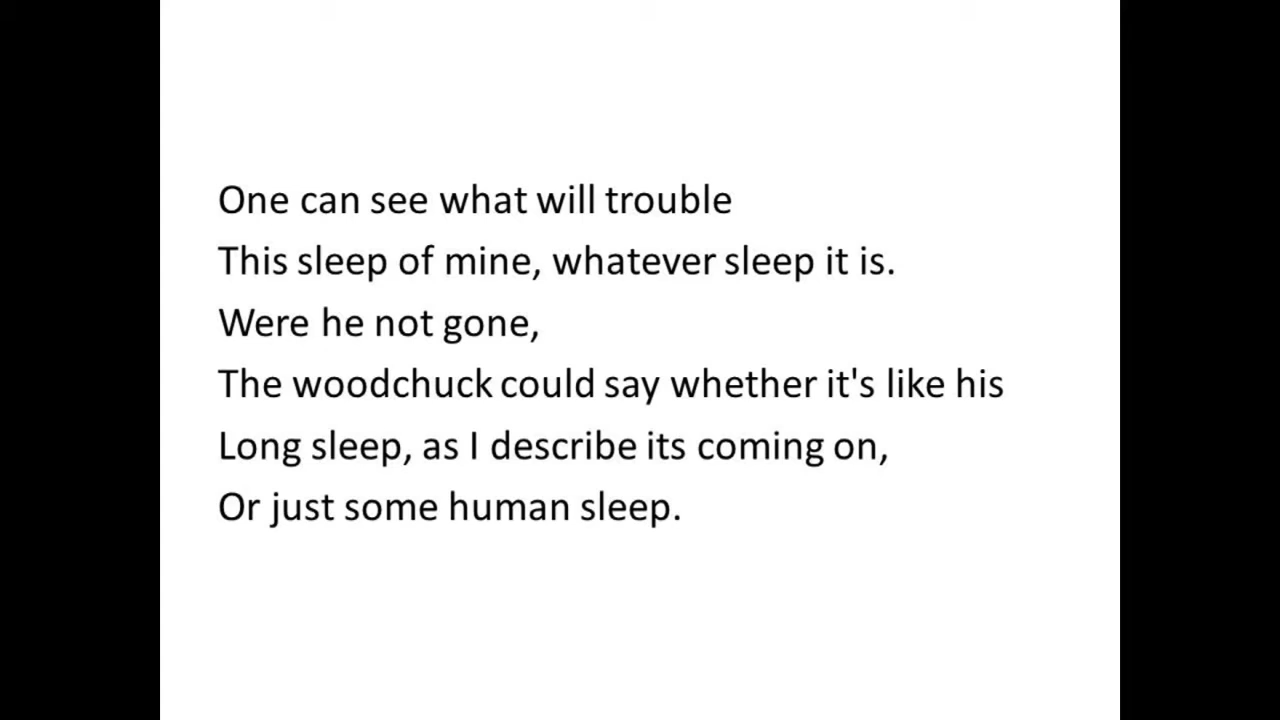 One can see what will trouble
This sleep of mine, whatever sleep it is.
Were he not gone,
The woodchuck could say whether it's like his
Long sleep, as I describe its coming on,
Or just some human sleep.